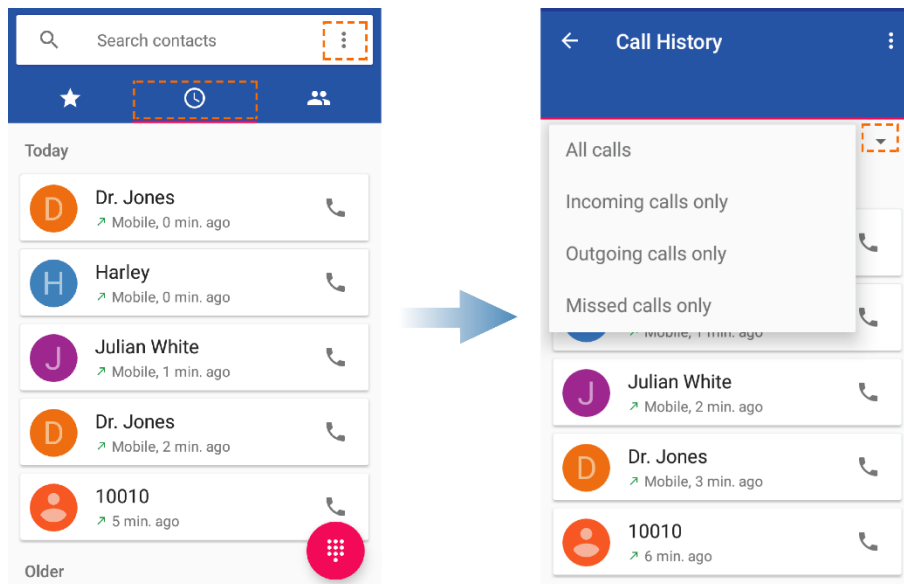 Search contacts
Today
D
Dr. Jones
Mobile, 0 min. ago
H
Harley
Mobile, 0 min. ago
J
Julian White
Mobile, 1 min. ago
D
Dr. Jones
Mobile, 2 min. ago
10010
5 min. ago
Older
Call History
All calls
Incoming calls only
Outgoing calls only
Missed calls only
Mobile, 1 min. ago
J
Julian White
Mobile, 2 min. ago
D
Dr. Jones
Mobile, 3 min. ago
10010
6 min. ago